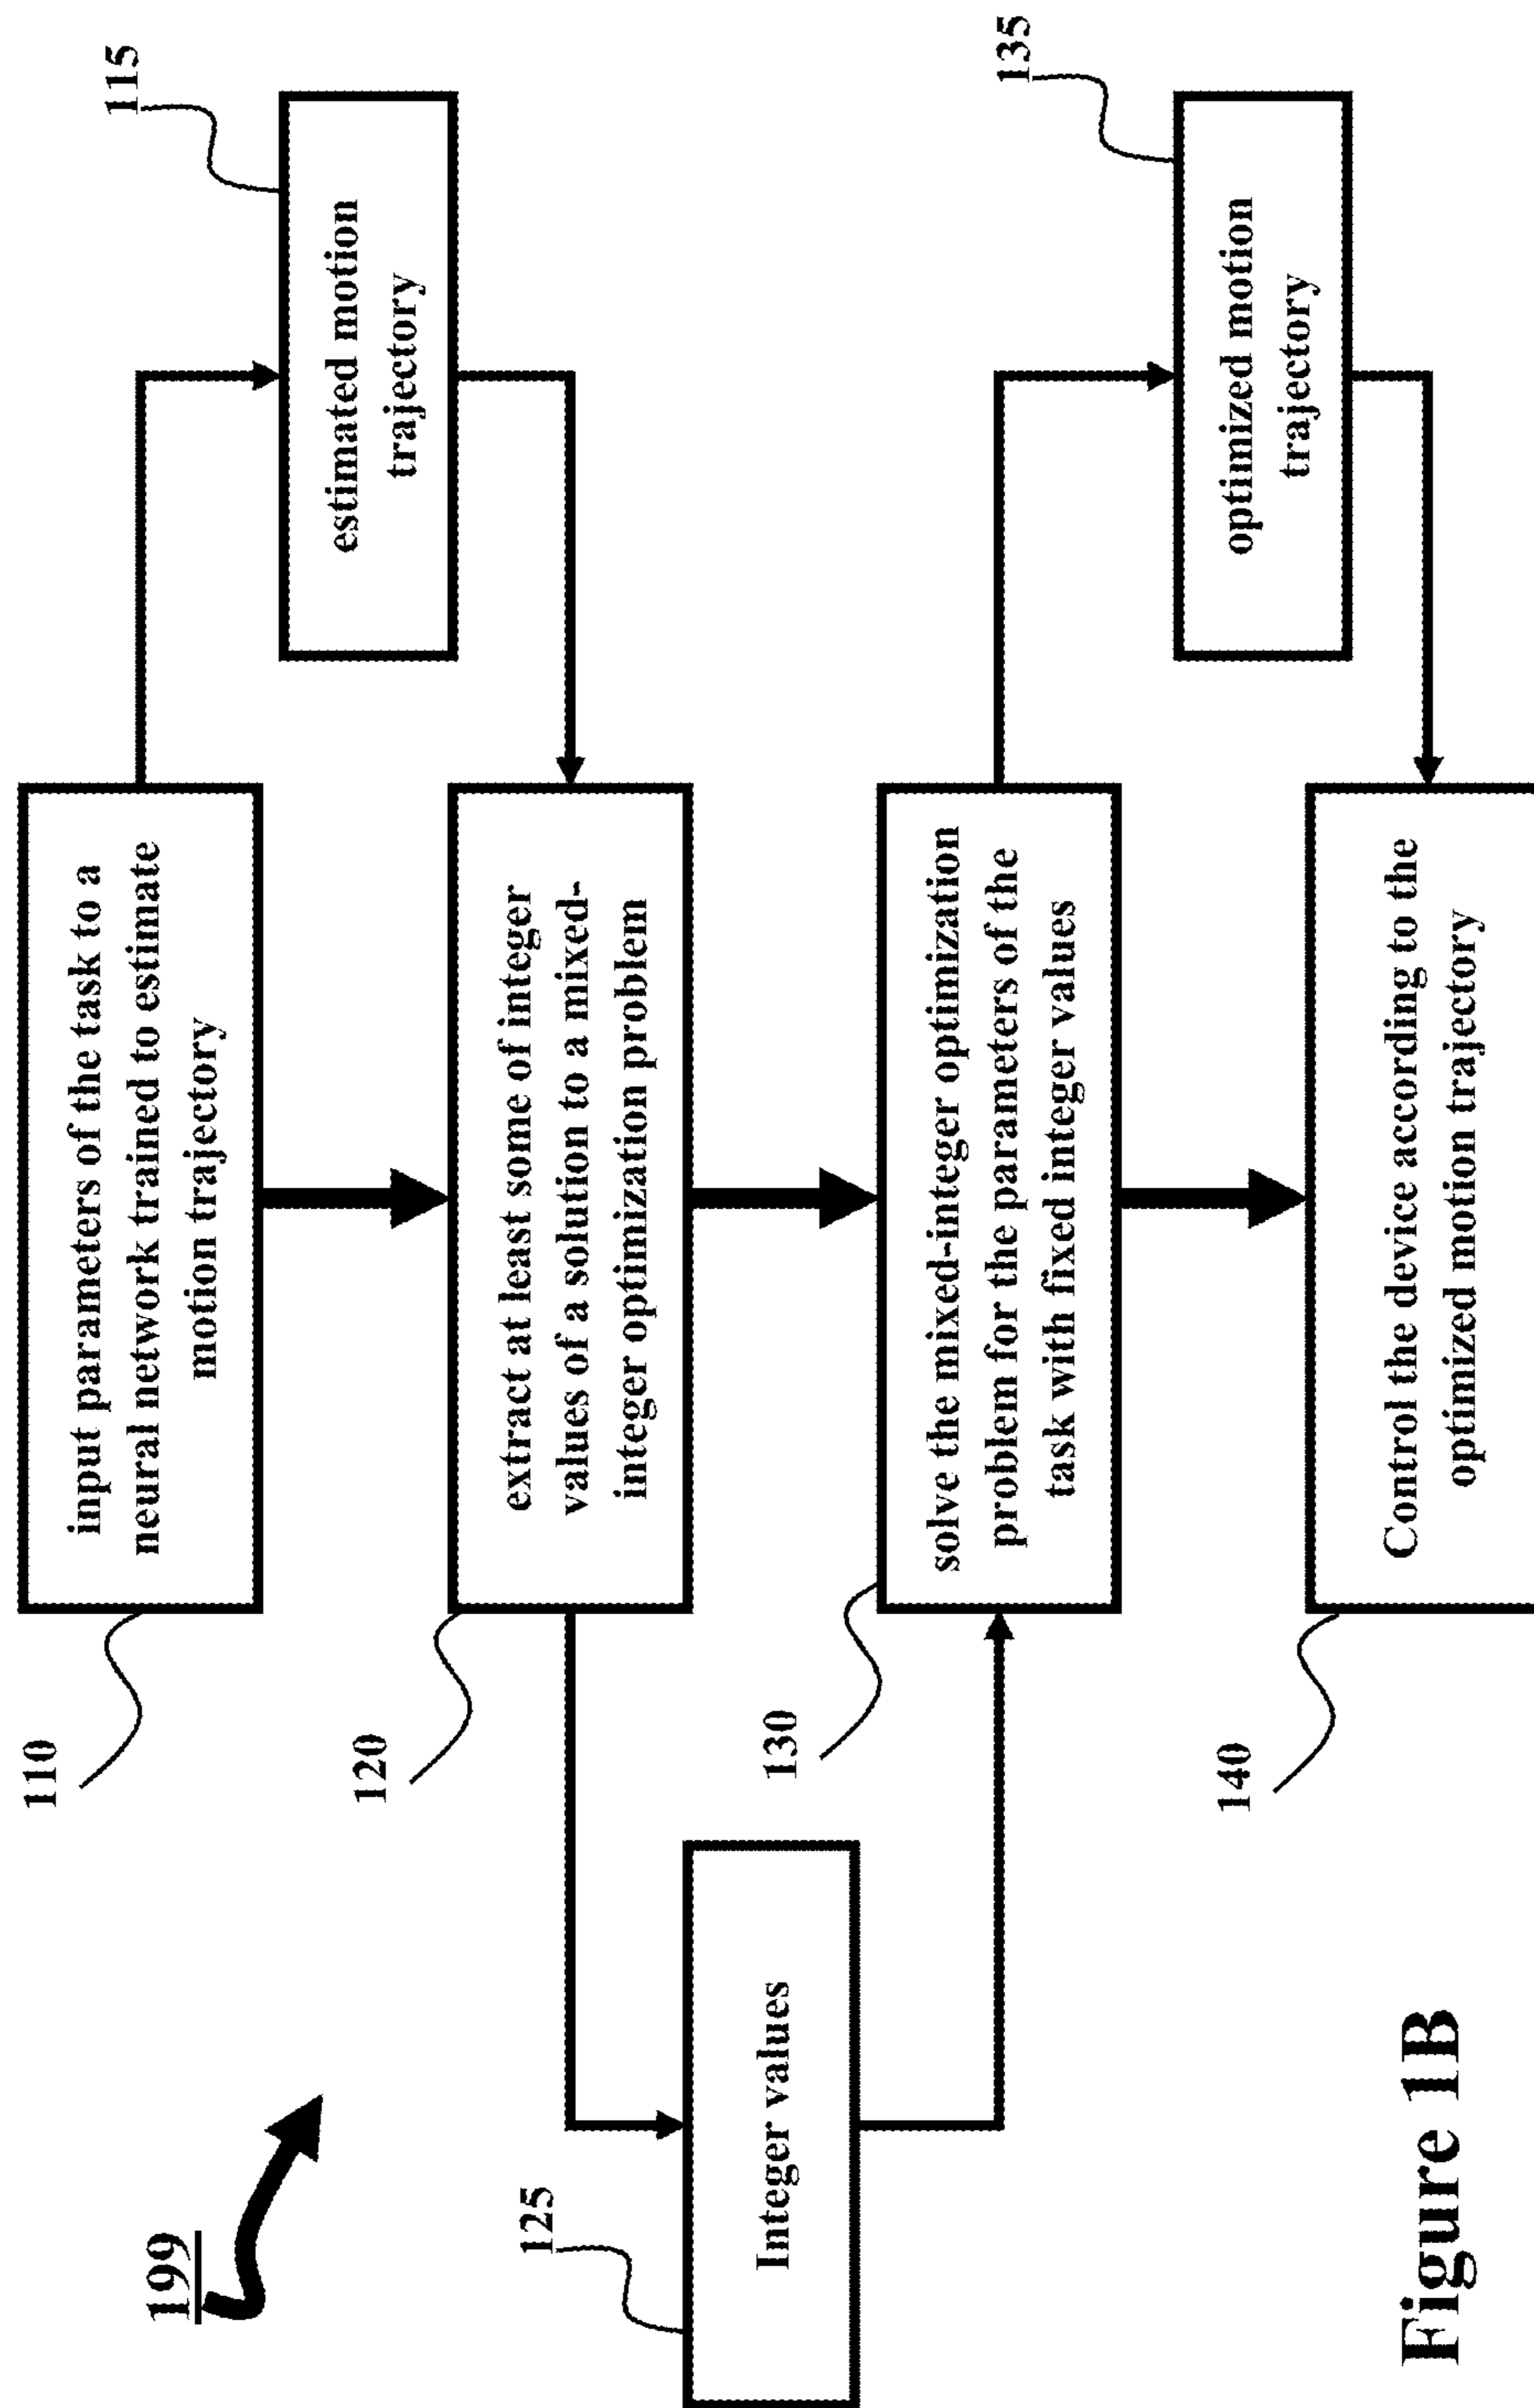 199
110
input parameters of the task to a
neural network trained to estimate
motion trajectory
115
estimated motion
trajectory
120
extract at least some of integer
values of a solution to a mixed-
integer optimization problem
125
Integer values
130
solve the mixed-integer optimization
problem for the parameters of the
task with fixed integer values
135
optimized motion
trajectory
140
Control the device according to the
optimized motion trajectory
Figure 1B